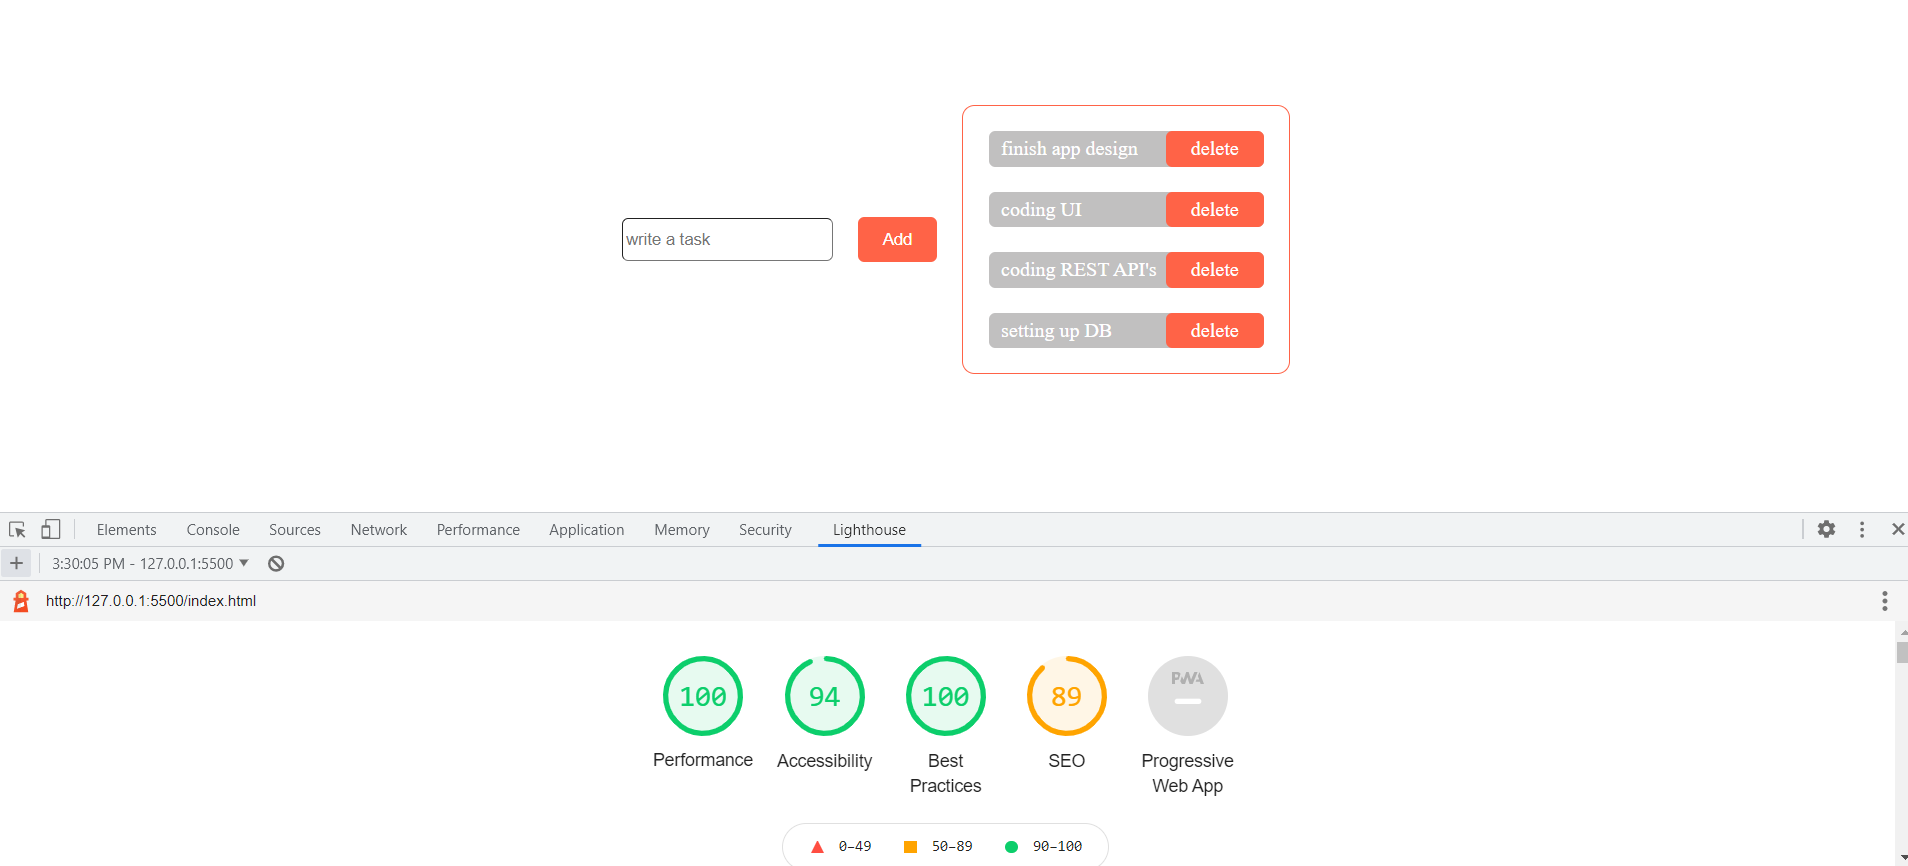 finish app design delete
coding UI delete
write a task Add
coding REST API's delete
setting up DB delete
Elements Console Sources Network Performance Application Memory Security Lighthouse
3:30:05 PM - 127.0.0.1:5500
http://127.0.0.1:5500/index.html
100 94 100 89 PWA
Performance Accessibility Best Practices SEO Progressive Web App
0–49 50–89 90–100